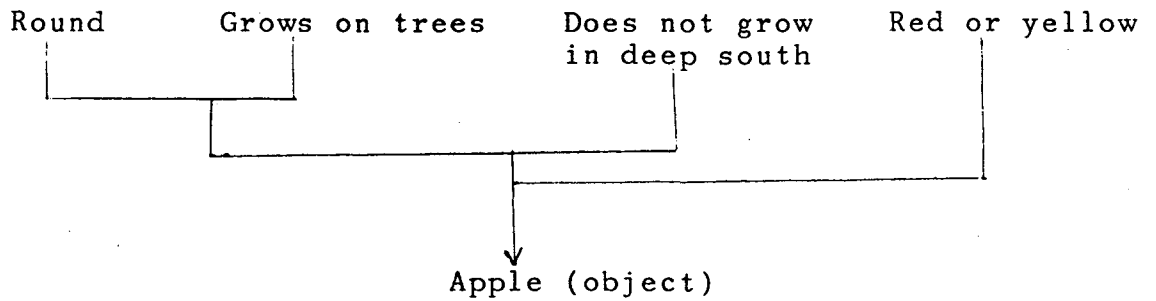 Round Grows on trees Does not grow Red or yellow
in deep south
Apple (object)